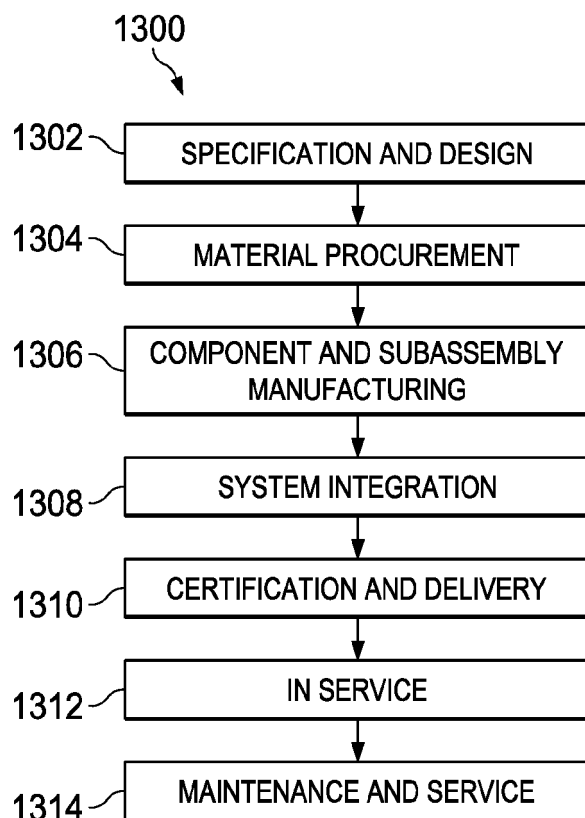 1300
1302 SPECIFICATION AND DESIGN
1304 MATERIAL PROCUREMENT
1306 COMPONENT AND SUBASSEMBLY
MANUFACTURING
1308 SYSTEM INTEGRATION
1310 CERTIFICATION AND DELIVERY
1312 IN SERVICE
1314 MAINTENANCE AND SERVICE